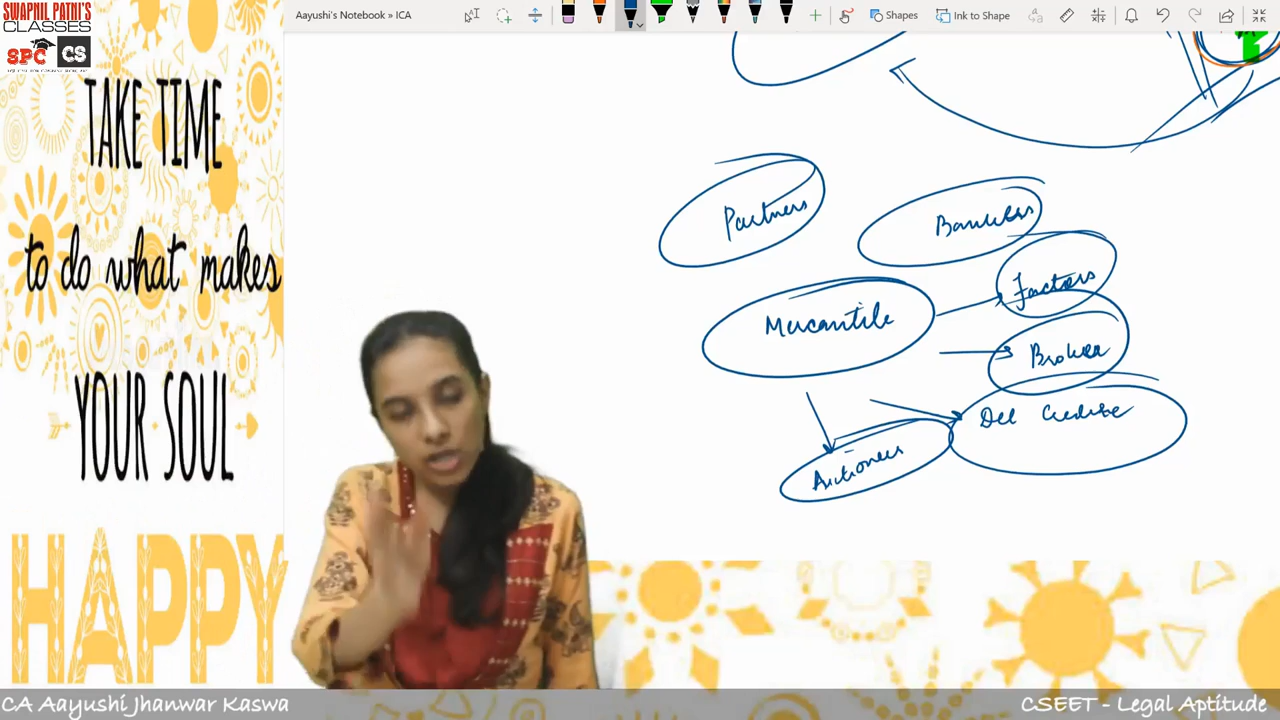 SWAPNIL PATNI'S
CLASSES
SPC CS
Aayushi's Notebook » ICA
Shapes
Ink to Shape
TAKE TIME
to do what makes
YOUR SOUL
HAPPY
Partners
Bankers
Mercantile
Factors
Broker
Del Credere
Auctioneers
CA Aayushi Jhanwar Kaswa
CSEET - Legal Aptitude